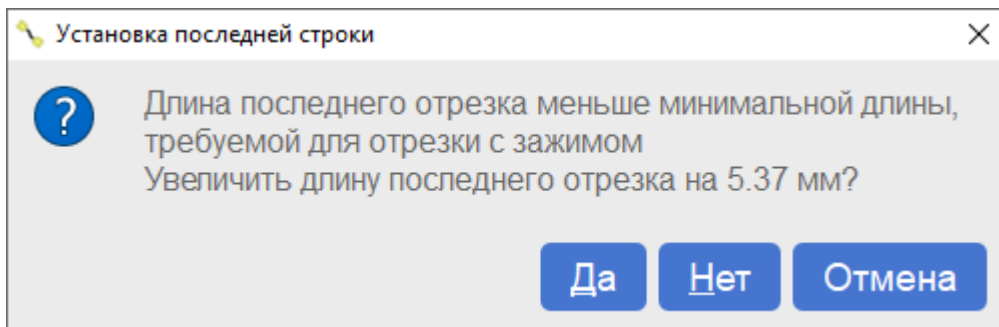 Установка последней строки
Длина последнего отрезка меньше минимальной длины,
требуемой для отрезки с зажимом
Увеличить длину последнего отрезка на 5.37 мм?
Да Нет Отмена